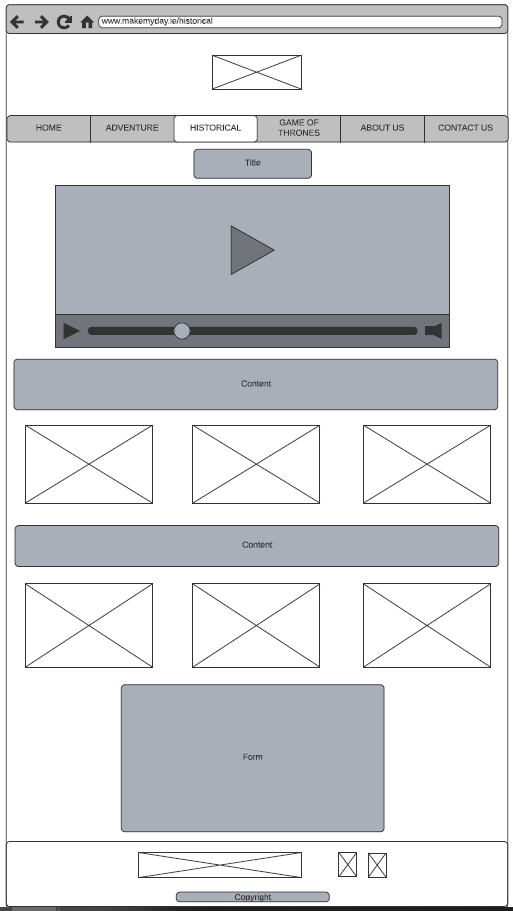 www.makemyday.ie/historical
HOME
ADVENTURE
HISTORICAL
GAME OF
THRONES
ABOUT US
CONTACT US
Title
Content
Content
Form
Copyright